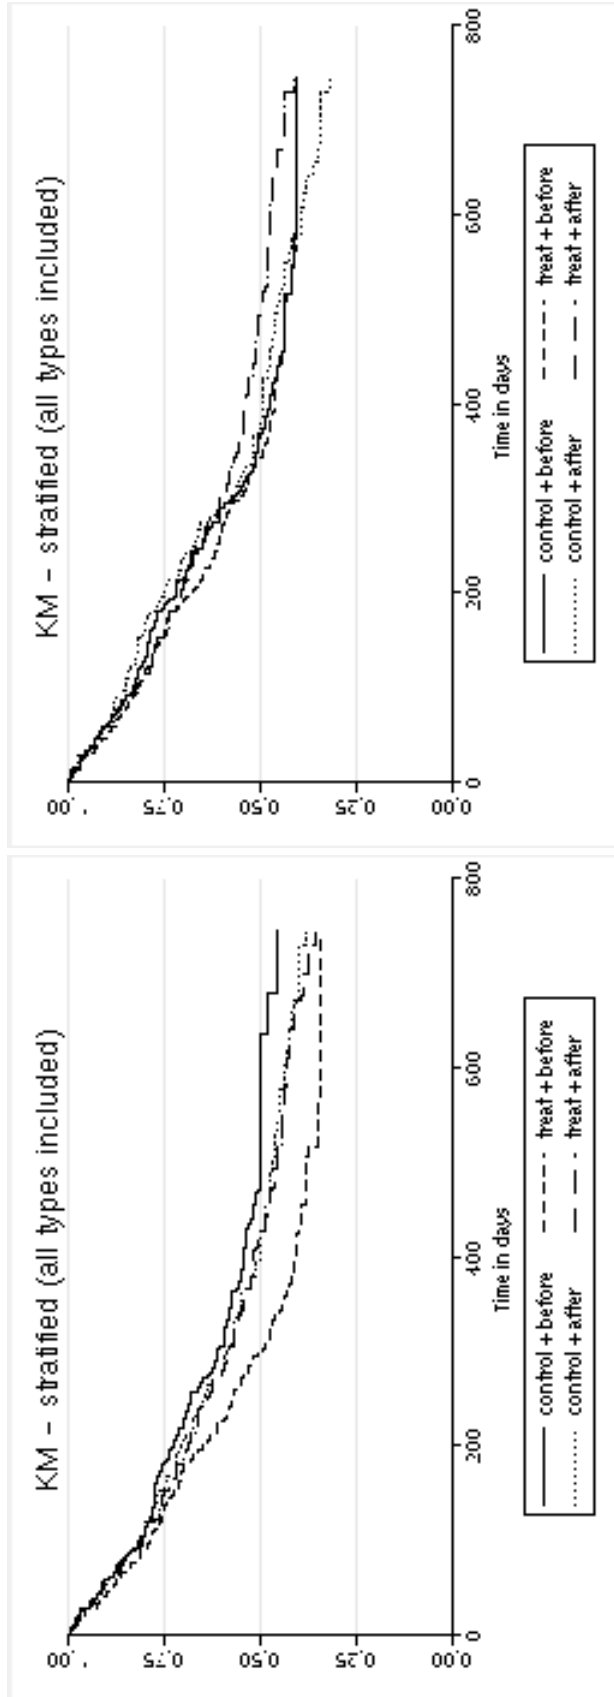 KM – stratified (all types included)
1.00
0.75
0.50
0.25
0.00
0 200 400 600 800
Time in days
control + before treat + before
control + after treat + after
KM – stratified (all types included)
1.00
0.75
0.50
0.25
0.00
0 200 400 600 800
Time in days
control + before treat + before
control + after treat + after